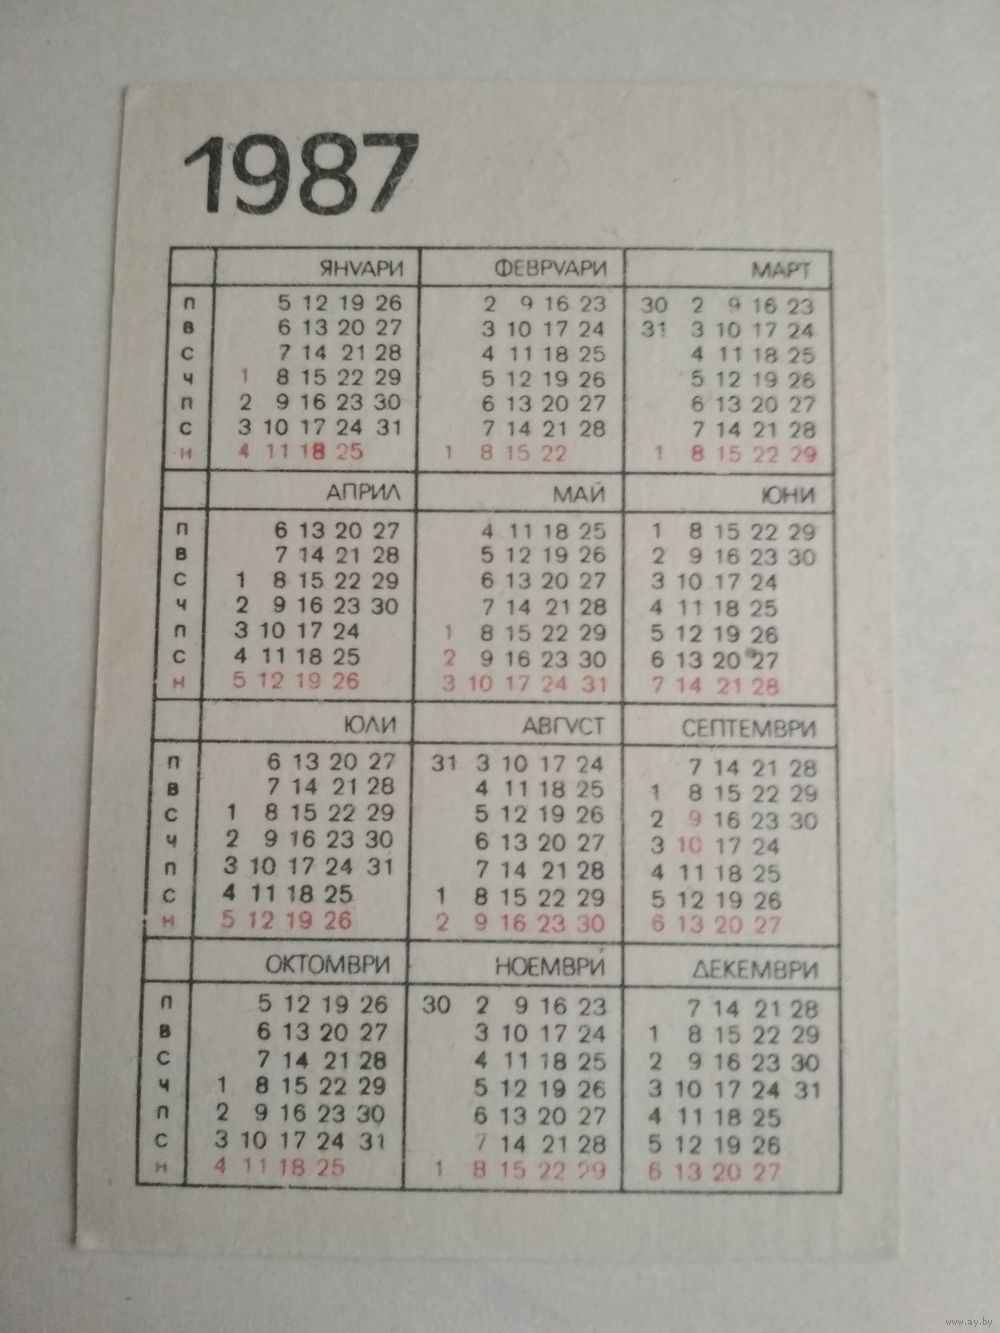 1987
ЯНУАРИ ФЕВРУАРИ МАРТ
П 5 12 19 26 2 9 16 23 30 2 9 16 23
В 6 13 20 27 3 10 17 24 31 3 10 17 24
С 7 14 21 28 4 11 18 25 4 11 18 25
Ч 1 8 15 22 29 5 12 19 26 5 12 19 26
П 2 9 16 23 30 6 13 20 27 6 13 20 27
С 3 10 17 24 31 7 14 21 28 7 14 21 28
Н 4 11 18 25 1 8 15 22 1 8 15 22 29
АПРИЛ МАЙ ЮНИ
П 6 13 20 27 4 11 18 25 1 8 15 22 29
В 7 14 21 28 5 12 19 26 2 9 16 23 30
С 1 8 15 22 29 6 13 20 27 3 10 17 24
Ч 2 9 16 23 30 7 14 21 28 4 11 18 25
П 3 10 17 24 1 8 15 22 29 5 12 19 26
С 4 11 18 25 2 9 16 23 30 6 13 20 27
Н 5 12 19 26 3 10 17 24 31 7 14 21 28
ЮЛИ АВГУСТ СЕПТЕМВРИ
П 6 13 20 27 31 3 10 17 24 7 14 21 28
В 7 14 21 28 4 11 18 25 1 8 15 22 29
С 1 8 15 22 29 5 12 19 26 2 9 16 23 30
Ч 2 9 16 23 30 6 13 20 27 3 10 17 24
П 3 10 17 24 31 7 14 21 28 4 11 18 25
С 4 11 18 25 1 8 15 22 29 5 12 19 26
Н 5 12 19 26 2 9 16 23 30 6 13 20 27
ОКТОМВРИ НОЕМВРИ ДЕКЕМВРИ
П 5 12 19 26 30 2 9 16 23 7 14 21 28
В 6 13 20 27 3 10 17 24 1 8 15 22 29
С 7 14 21 28 4 11 18 25 2 9 16 23 30
Ч 1 8 15 22 29 5 12 19 26 3 10 17 24 31
П 2 9 16 23 30 6 13 20 27 4 11 18 25
С 3 10 17 24 31 7 14 21 28 5 12 19 26
Н 4 11 18 25 1 8 15 22 29 6 13 20 27
www.ay.by